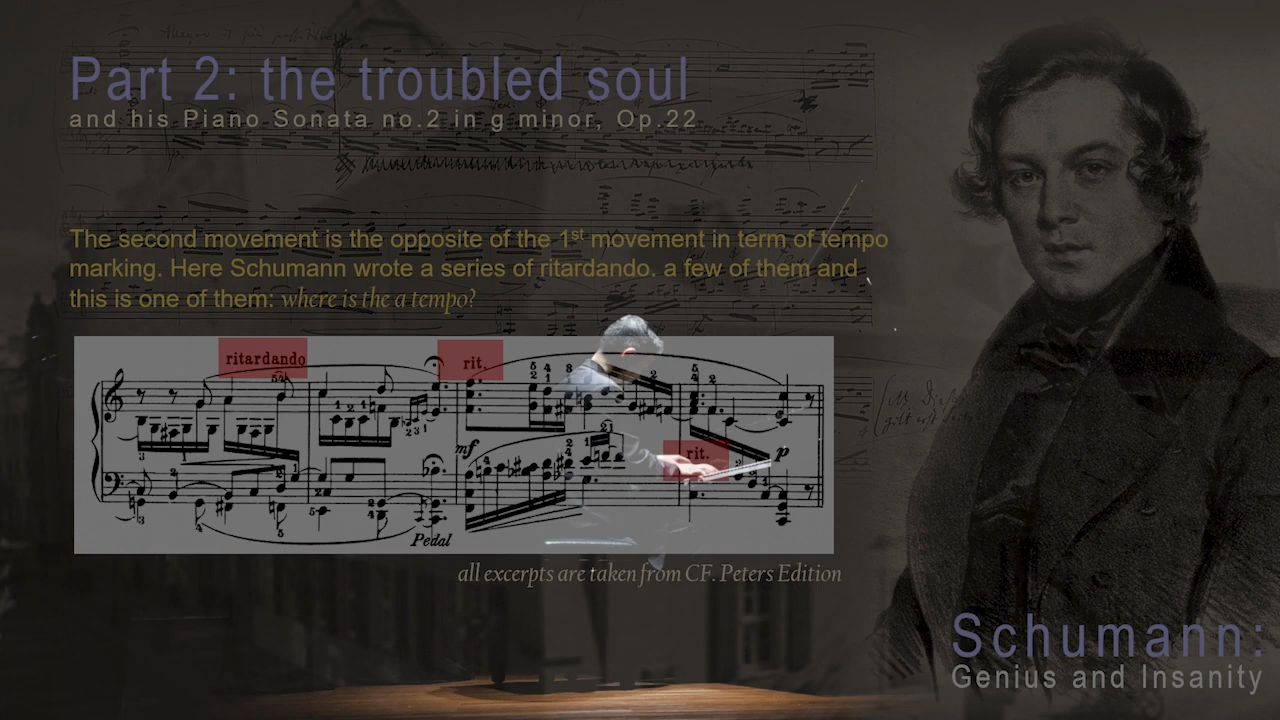 Part 2: the troubled soul
and his Piano Sonata no.2 in g minor, Op.22
The second movement is the opposite of the 1st movement in term of tempo
marking. Here Schumann wrote a series of ritardando. a few of them and
this is one of them: where is the a tempo?
ritardando
rit.
mf
rit.
p
Pedal
all excerpts are taken from CF. Peters Edition
Schumann:
Genius and Insanity